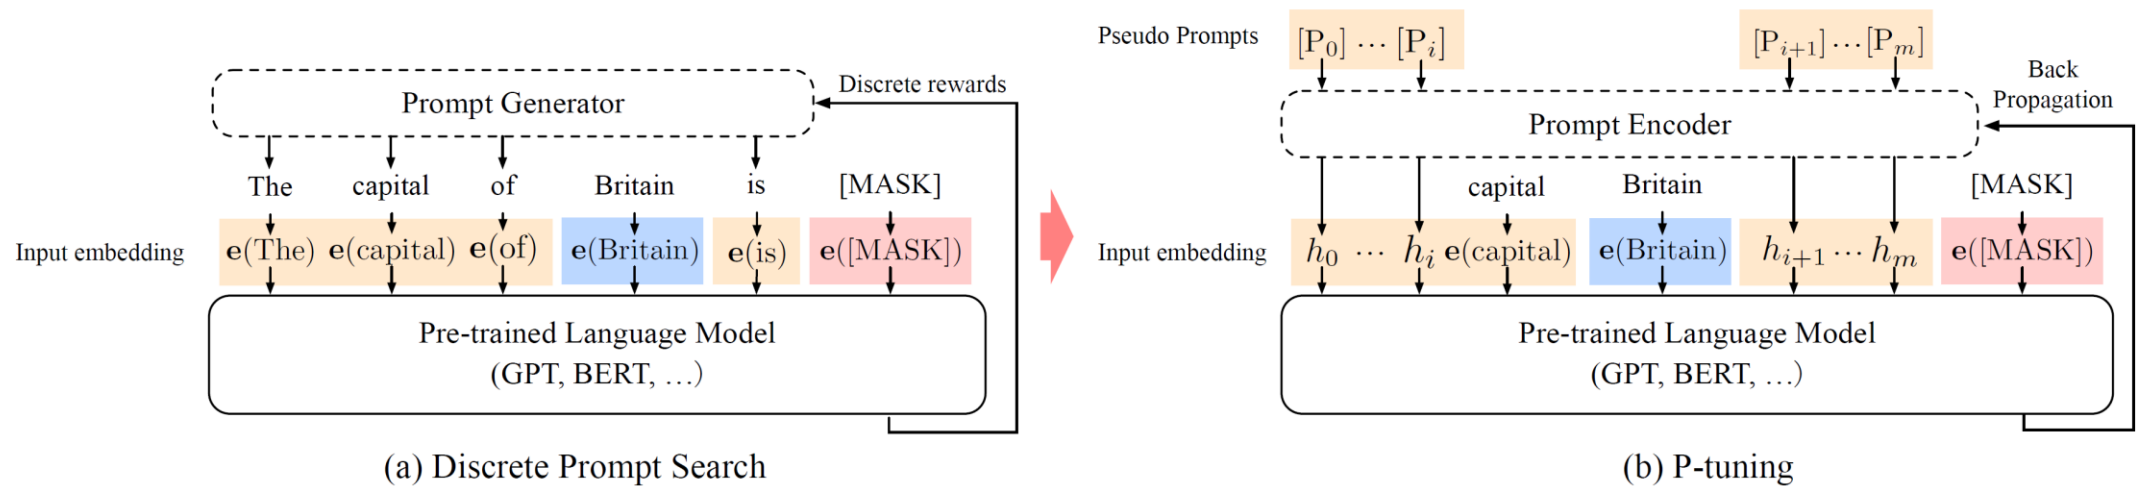 Prompt Generator
Discrete rewards
The capital of Britain is [MASK]
Input embedding e(The) e(capital) e(of) e(Britain) e(is) e([MASK])
Pre-trained Language Model
(GPT, BERT, …)
(a) Discrete Prompt Search
Pseudo Prompts [P0] … [Pi] [Pi+1] … [Pm]
Back
Propagation
Prompt Encoder
capital Britain [MASK]
Input embedding h0 … hi e(capital) e(Britain) hi+1 … hm e([MASK])
Pre-trained Language Model
(GPT, BERT, …)
(b) P-tuning